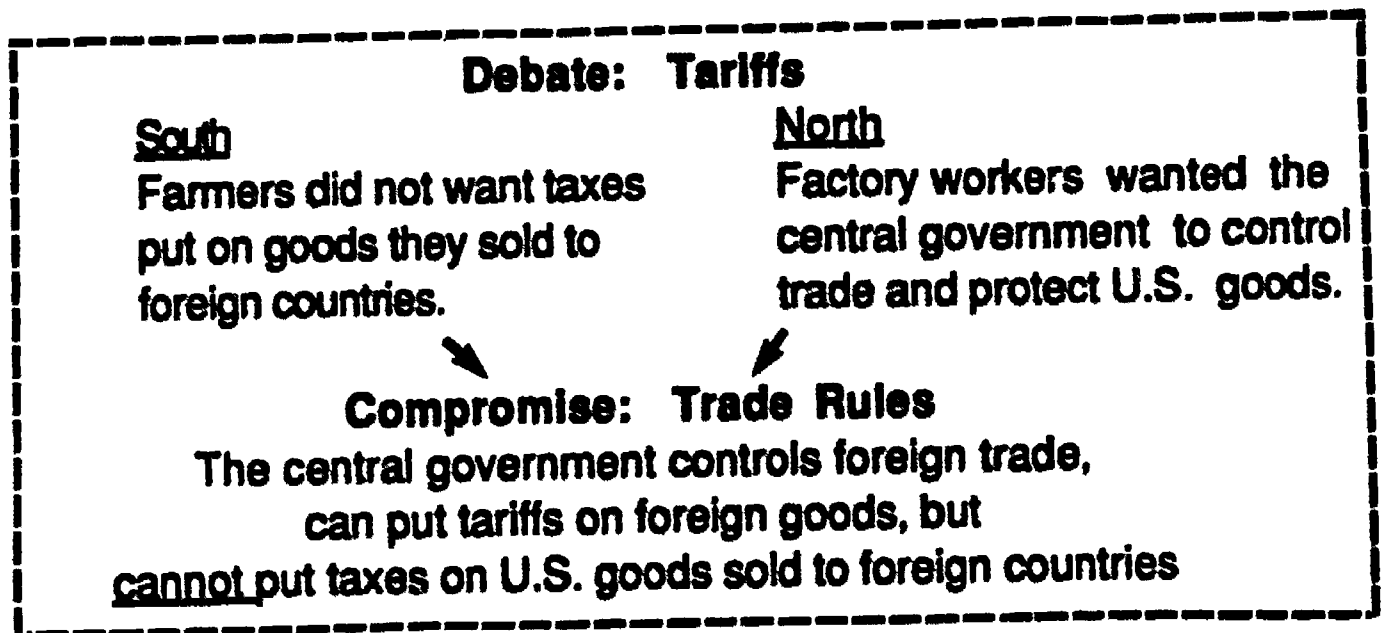 Debate: Tariffs
South
Farmers did not want taxes
put on goods they sold to
foreign countries.
North
Factory workers wanted the
central government to control
trade and protect U.S. goods.
Compromise: Trade Rules
The central government controls foreign trade,
can put tariffs on foreign goods, but
cannot put taxes on U.S. goods sold to foreign countries